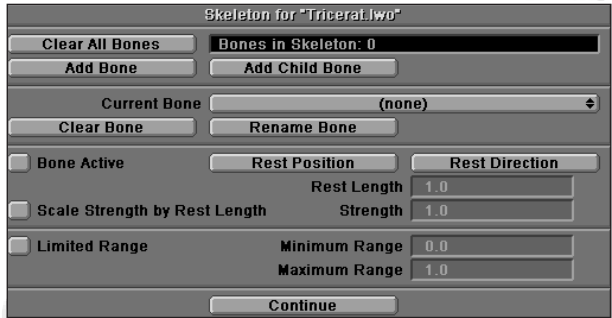 Skeleton for "Tricerat.lwo"
Clear All Bones Bones in Skeleton: 0
Add Bone Add Child Bone
Current Bone (none)
Clear Bone Rename Bone
Bone Active Rest Position Rest Direction
Rest Length 1.0
Scale Strength by Rest Length Strength 1.0
Limited Range Minimum Range 0.0
Maximum Range 1.0
Continue